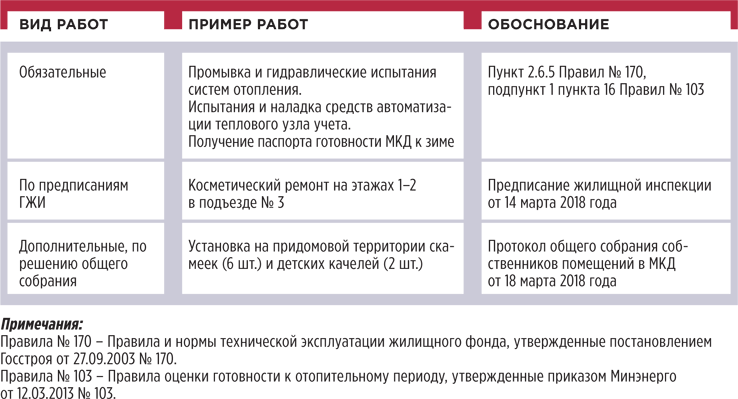 ВИД РАБОТ
ПРИМЕР РАБОТ
ОБОСНОВАНИЕ
Обязательные
Промывка и гидравлические испытания
систем отопления.
Испытания и наладка средств автоматиза-
ции теплового узла учета.
Получение паспорта готовности МКД к зиме
Пункт 2.6.5 Правил № 170,
подпункт 1 пункта 16 Правил № 103
По предписаниям
ГЖИ
Косметический ремонт на этажах 1–2
в подъезде № 3
Предписание жилищной инспекции
от 14 марта 2018 года
Дополнительные, по
решению общего
собрания
Установка на придомовой территории ска-
меек (6 шт.) и детских качелей (2 шт.)
Протокол общего собрания соб-
ственников помещений в МКД
от 18 марта 2018 года
Примечания:
Правила № 170 – Правила и нормы технической эксплуатации жилищного фонда, утвержденные постановлением
Госстроя от 27.09.2003 № 170.
Правила № 103 – Правила оценки готовности к отопительному периоду, утвержденные приказом Минэнерго
от 12.03.2013 № 103.